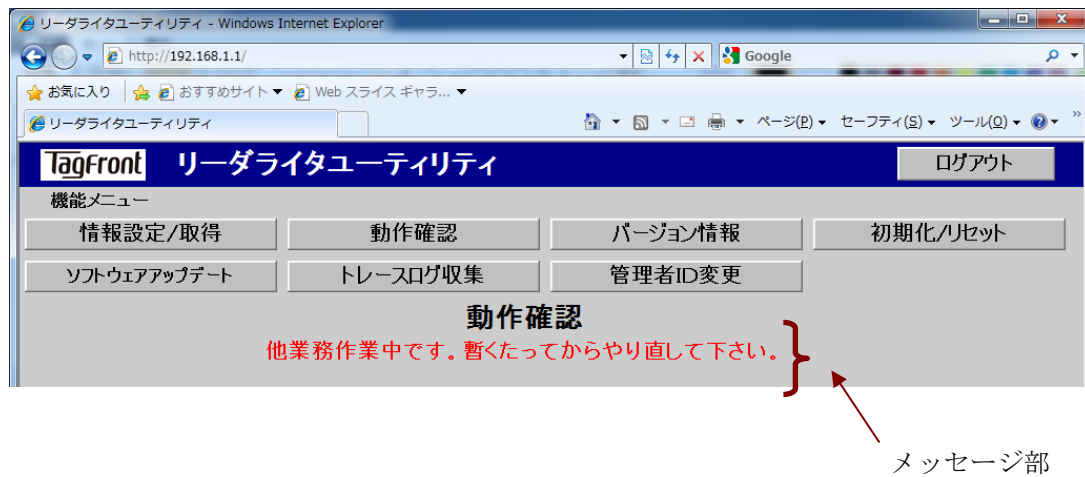 リーダライタユーティリティ - Windows Internet Explorer
http://192.168.1.1/
Google
お気に入り おすすめサイト Web スライス ギャラ...
リーダライタユーティリティ ページ(P) セーフティ(S) ツール(O) »
TagFront リーダライタユーティリティ ログアウト
機能メニュー
情報設定/取得 動作確認 バージョン情報 初期化/リセット
ソフトウェアアップデート トレースログ収集 管理者ID変更
動作確認
他業務作業中です。暫くたってからやり直して下さい。
メッセージ部